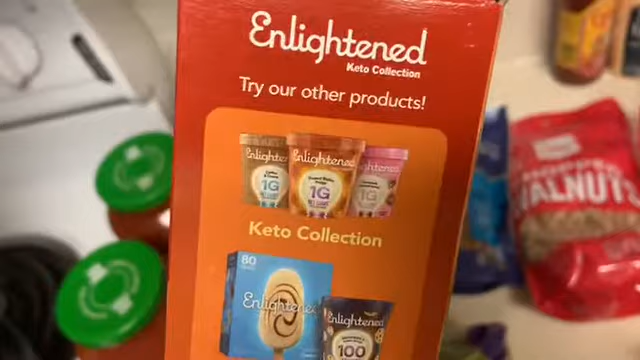 Enlightened
Keto Collection
Try our other products!
Enlighte
Enlightened
Enlightened
1G
1G
1G
Keto Collection
80
Enlightened
Enlightened
100
WALNUTS